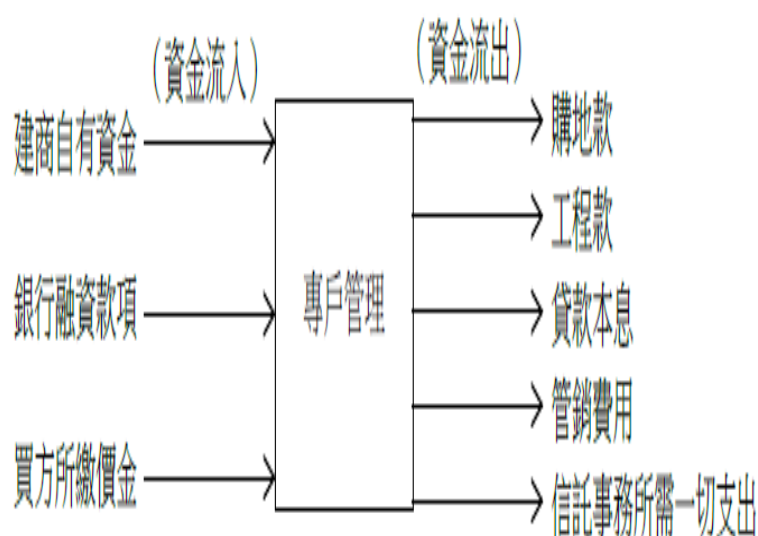 (資金流入)
(資金流出)
建商自有資金
銀行融資款項
買方所繳價金
專戶管理
購地款
工程款
貸款本息
管銷費用
信託事務所需一切支出